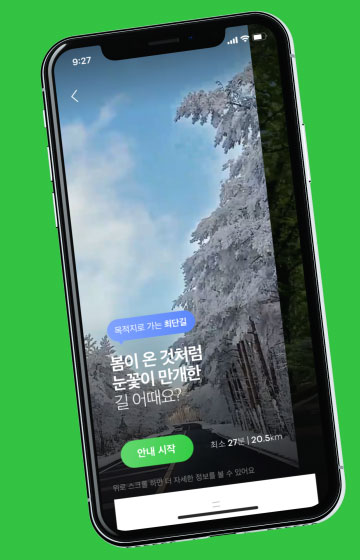 9:27
목적지로 가는 최단길
봄이 온 것처럼
눈꽃이 만개한
길 어때요?
안내 시작
최소 27분 | 20.5km
위로 스크롤 하면 더 자세한 정보를 볼 수 있어요